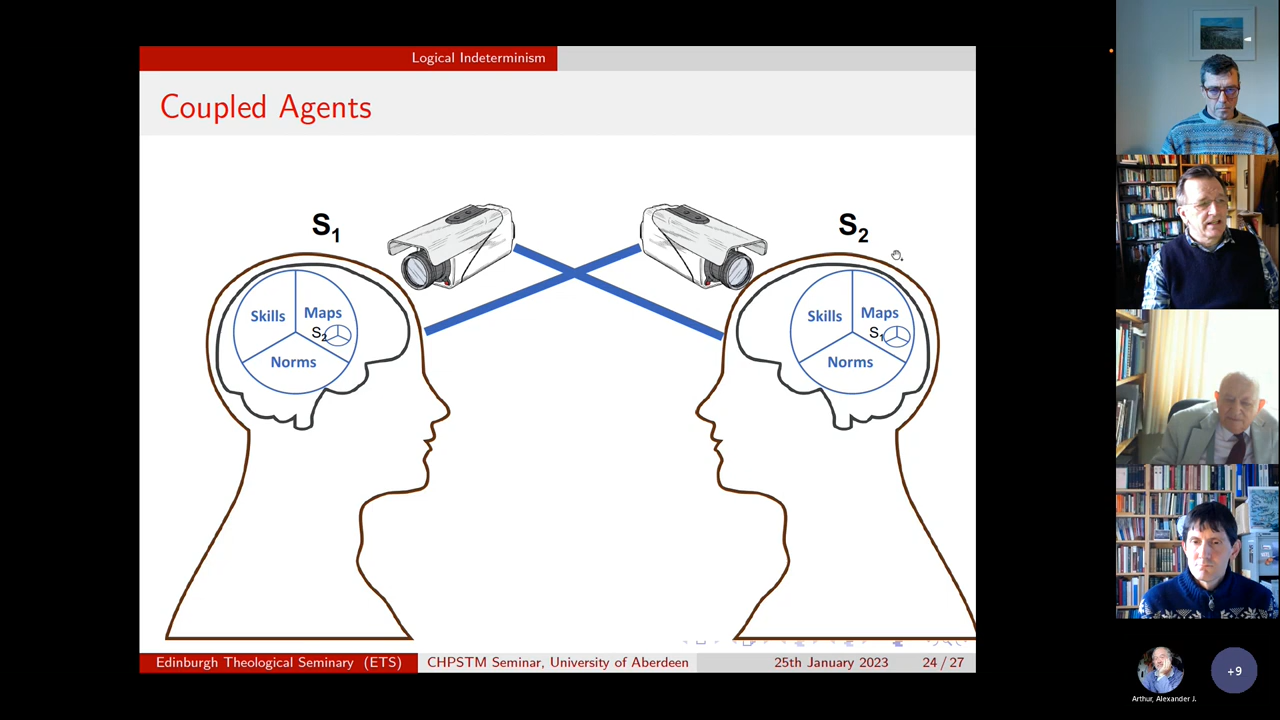 Logical Indeterminism
Coupled Agents
S1
S2
Skills
Maps
S2
Norms
Skills
Maps
S1
Norms
Edinburgh Theological Seminary (ETS)
CHPSTM Seminar, University of Aberdeen
25th January 2023
24 / 27
+9
Arthur, Alexander J.